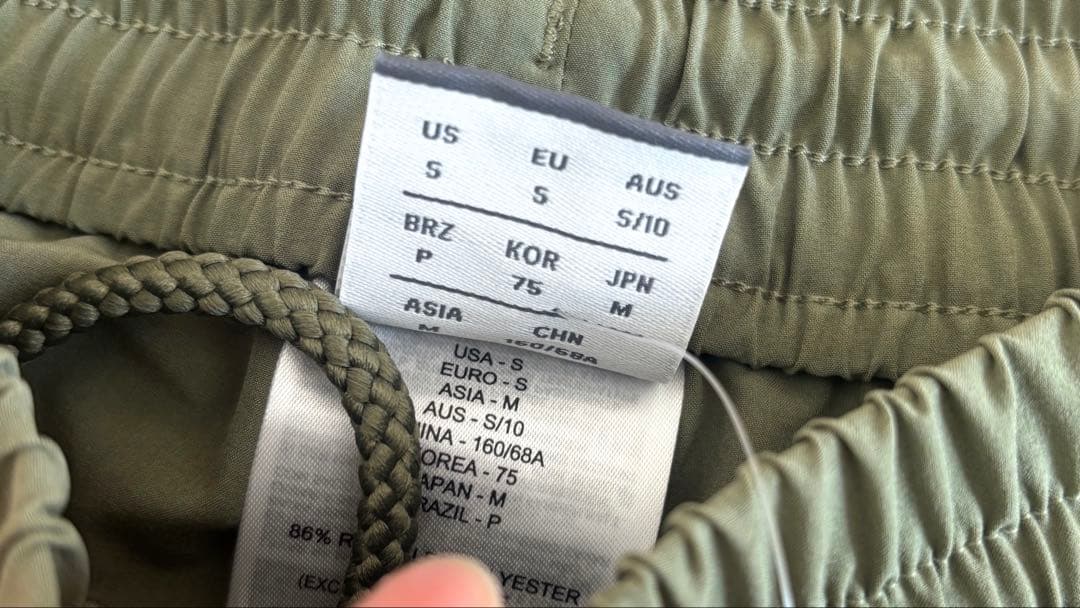 US EU AUS
S S S/10
BRZ KOR JPN
P 75 M
ASIA CHN
M 160/68A
USA - S
EURO - S
ASIA - M
AUS - S/10
INA - 160/68A
OREA - 75
APAN - M
RAZIL - P
86% R YESTER
(EXC